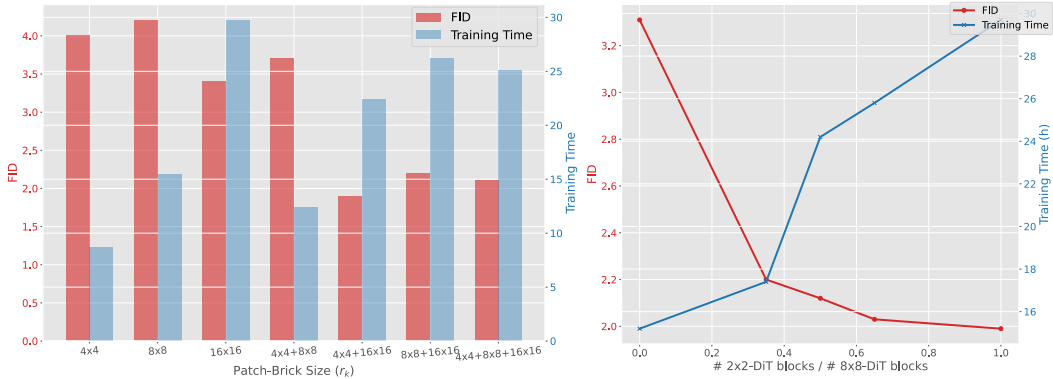 FID
Training Time
4.0
3.5
3.0
2.5
2.0
1.5
1.0
0.5
0.0
FID
30
25
20
15
10
5
0
Training Time
4x4
8x8
16x16
4x4+8x8
4x4+16x16
8x8+16x16
4x4+8x8+16x16
Patch-Brick Size (rₖ)
FID
Training Time
3.2
3.0
2.8
2.6
2.4
2.2
2.0
FID
30
28
26
24
22
20
18
16
Training Time (h)
0.0
0.2
0.4
0.6
0.8
1.0
# 2x2-DiT blocks / # 8x8-DiT blocks